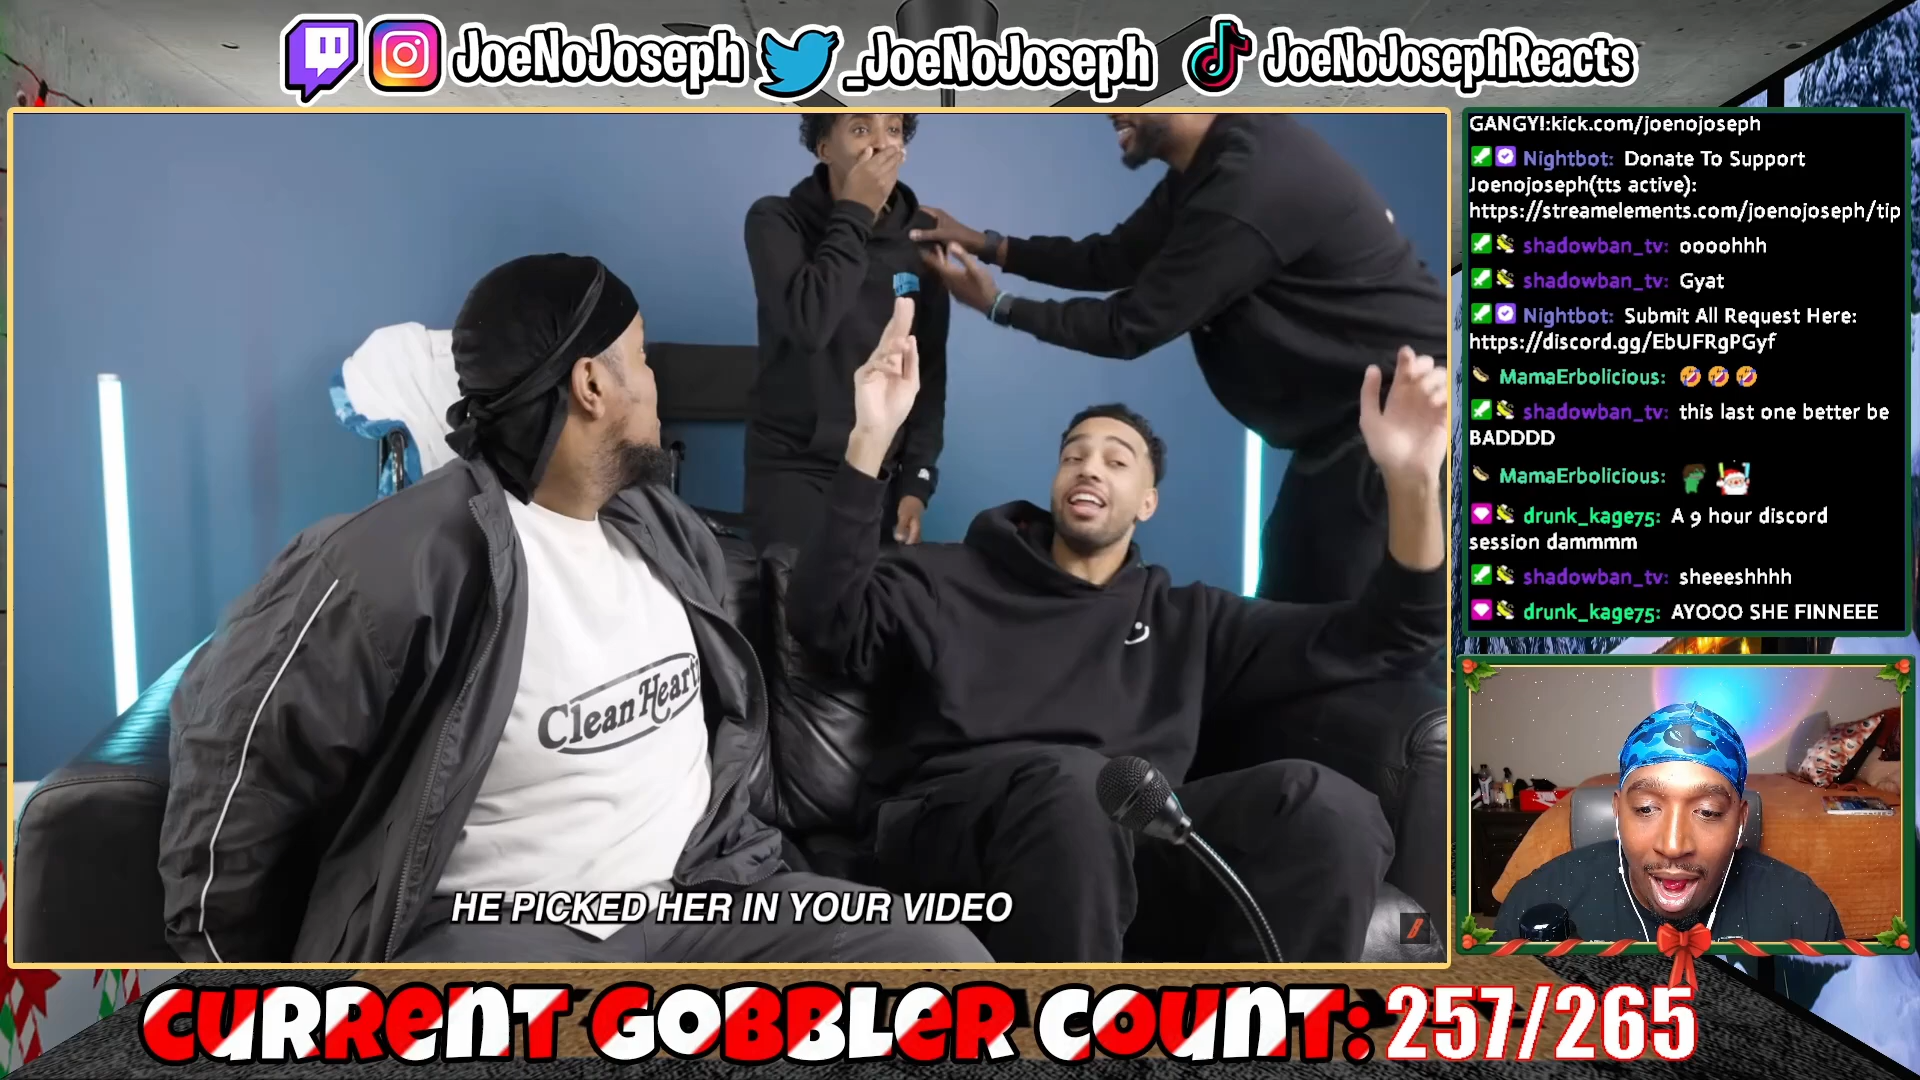 JoeNoJoseph
_JoeNoJoseph
JoeNoJosephReacts
GANGY!:kick.com/joenojoseph
Nightbot: Donate To Support
Joenojoseph(tts active):
https://streamelements.com/joenojoseph/tip
shadowban_tv: oooohhh
shadowban_tv: Gyat
Nightbot: Submit All Request Here:
https://discord.gg/EbUFRgPGyf
MamaErbolicious:
shadowban_tv: this last one better be
BADDDD
MamaErbolicious:
drunk_kage75: A 9 hour discord
session dammmm
shadowban_tv: sheeeshhhh
drunk_kage75: AYOOO SHE FINNEEE
Clean Hearts
HE PICKED HER IN YOUR VIDEO
CURRENT GOBBLER COUNT: 257/265